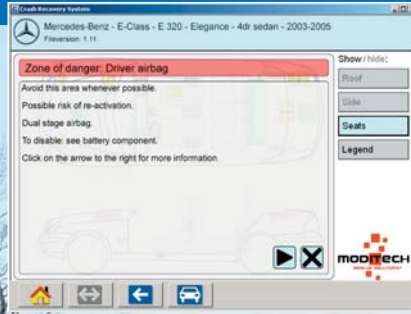 Crash Recovery System
Mercedes-Benz - E-Class - E 320 - Elegance - 4dr sedan - 2003-2005
Fileversion: 1.11
Show / hide:
Zone of danger: Driver airbag
Roof
Avoid this area whenever possible.
Possible risk of re-activation.
Side
Dual stage airbag.
Seats
To disable: see battery component.
Legend
Click on the arrow to the right for more information.
MODITECH
RESCUE SOLUTIONS